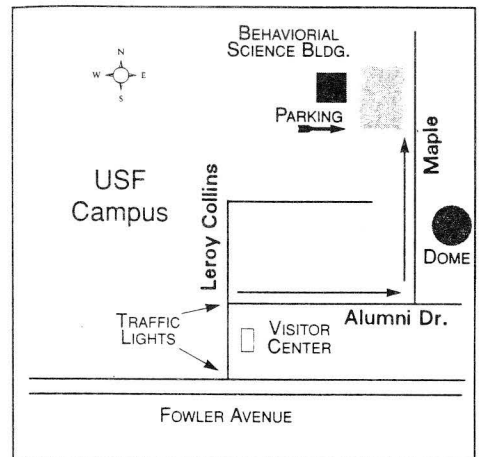 BEHAVIORIAL
SCIENCE BLDG.
N
W
E
S
PARKING
Maple
USF
Campus
Leroy Collins
DOME
TRAFFIC
LIGHTS
VISITOR
CENTER
Alumni Dr.
FOWLER AVENUE